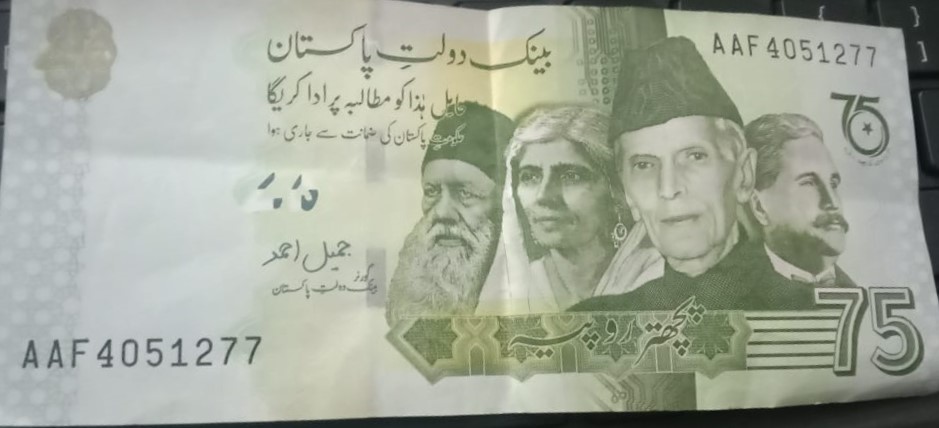 بینک دولتِ پاکستان
AAF4051277
حامل ہٰذا کو مطالبہ پر ادا کریگا
حکومتِ پاکستان کی ضمانت سے جاری ہوا
75
جمیل احمد
گورنر
بینک دولتِ پاکستان
پچھتر روپیہ
75
AAF4051277